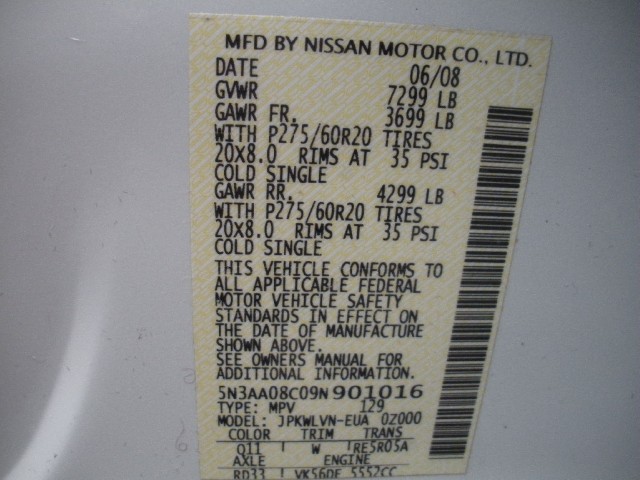 MFD BY NISSAN MOTOR CO., LTD.
DATE 06/08
GVWR 7299 LB
GAWR FR. 3699 LB
WITH P275/60R20 TIRES
20X8.0 RIMS AT 35 PSI
COLD SINGLE
GAWR RR. 4299 LB
WITH P275/60R20 TIRES
20X8.0 RIMS AT 35 PSI
COLD SINGLE
THIS VEHICLE CONFORMS TO
ALL APPLICABLE FEDERAL
MOTOR VEHICLE SAFETY
STANDARDS IN EFFECT ON
THE DATE OF MANUFACTURE
SHOWN ABOVE.
SEE OWNERS MANUAL FOR
ADDITIONAL INFORMATION.
5N3AA08C09N901016
TYPE: MPV 129
MODEL: JPKWLVN-EUA 0Z000
COLOR TRIM TRANS
Q11 W RE5R05A
AXLE ENGINE
RD33 VK56DE 5552CC